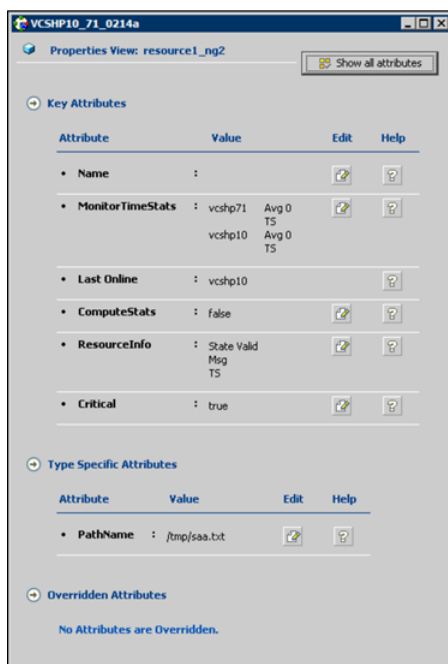 VCSHP10_71_0214a
Properties View: resource1_ng2
Show all attributes
Key Attributes
Attribute Value Edit Help
• Name :
• MonitorTimeStats : vcshp71 Avg 0
TS
vcshp10 Avg 0
TS
• Last Online : vcshp10
• ComputeStats : false
• ResourceInfo : State Valid
Msg
TS
• Critical : true
Type Specific Attributes
Attribute Value Edit Help
• PathName : /tmp/saa.txt
Overridden Attributes
No Attributes are Overridden.